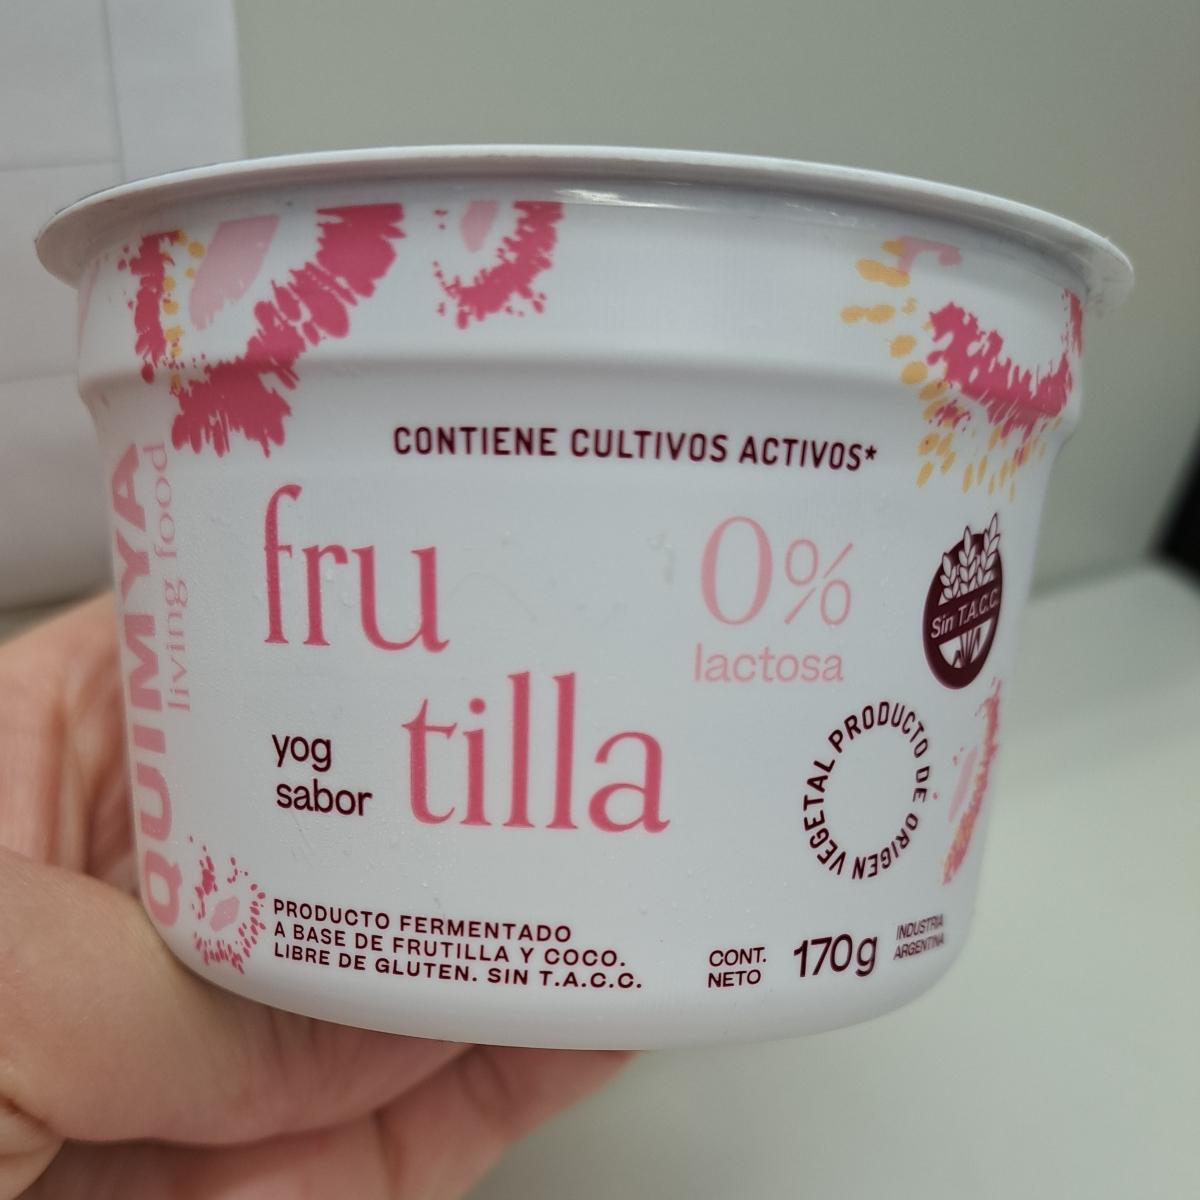 CONTIENE CULTIVOS ACTIVOS*
QUIMYA
living food
fru
tilla
yog
sabor
0%
lactosa
Sin T.A.C.C.
PRODUCTO DE ORIGEN VEGETAL
PRODUCTO FERMENTADO
A BASE DE FRUTILLA Y COCO.
LIBRE DE GLUTEN. SIN T.A.C.C.
CONT.
NETO
170g
INDUSTRIA
ARGENTINA